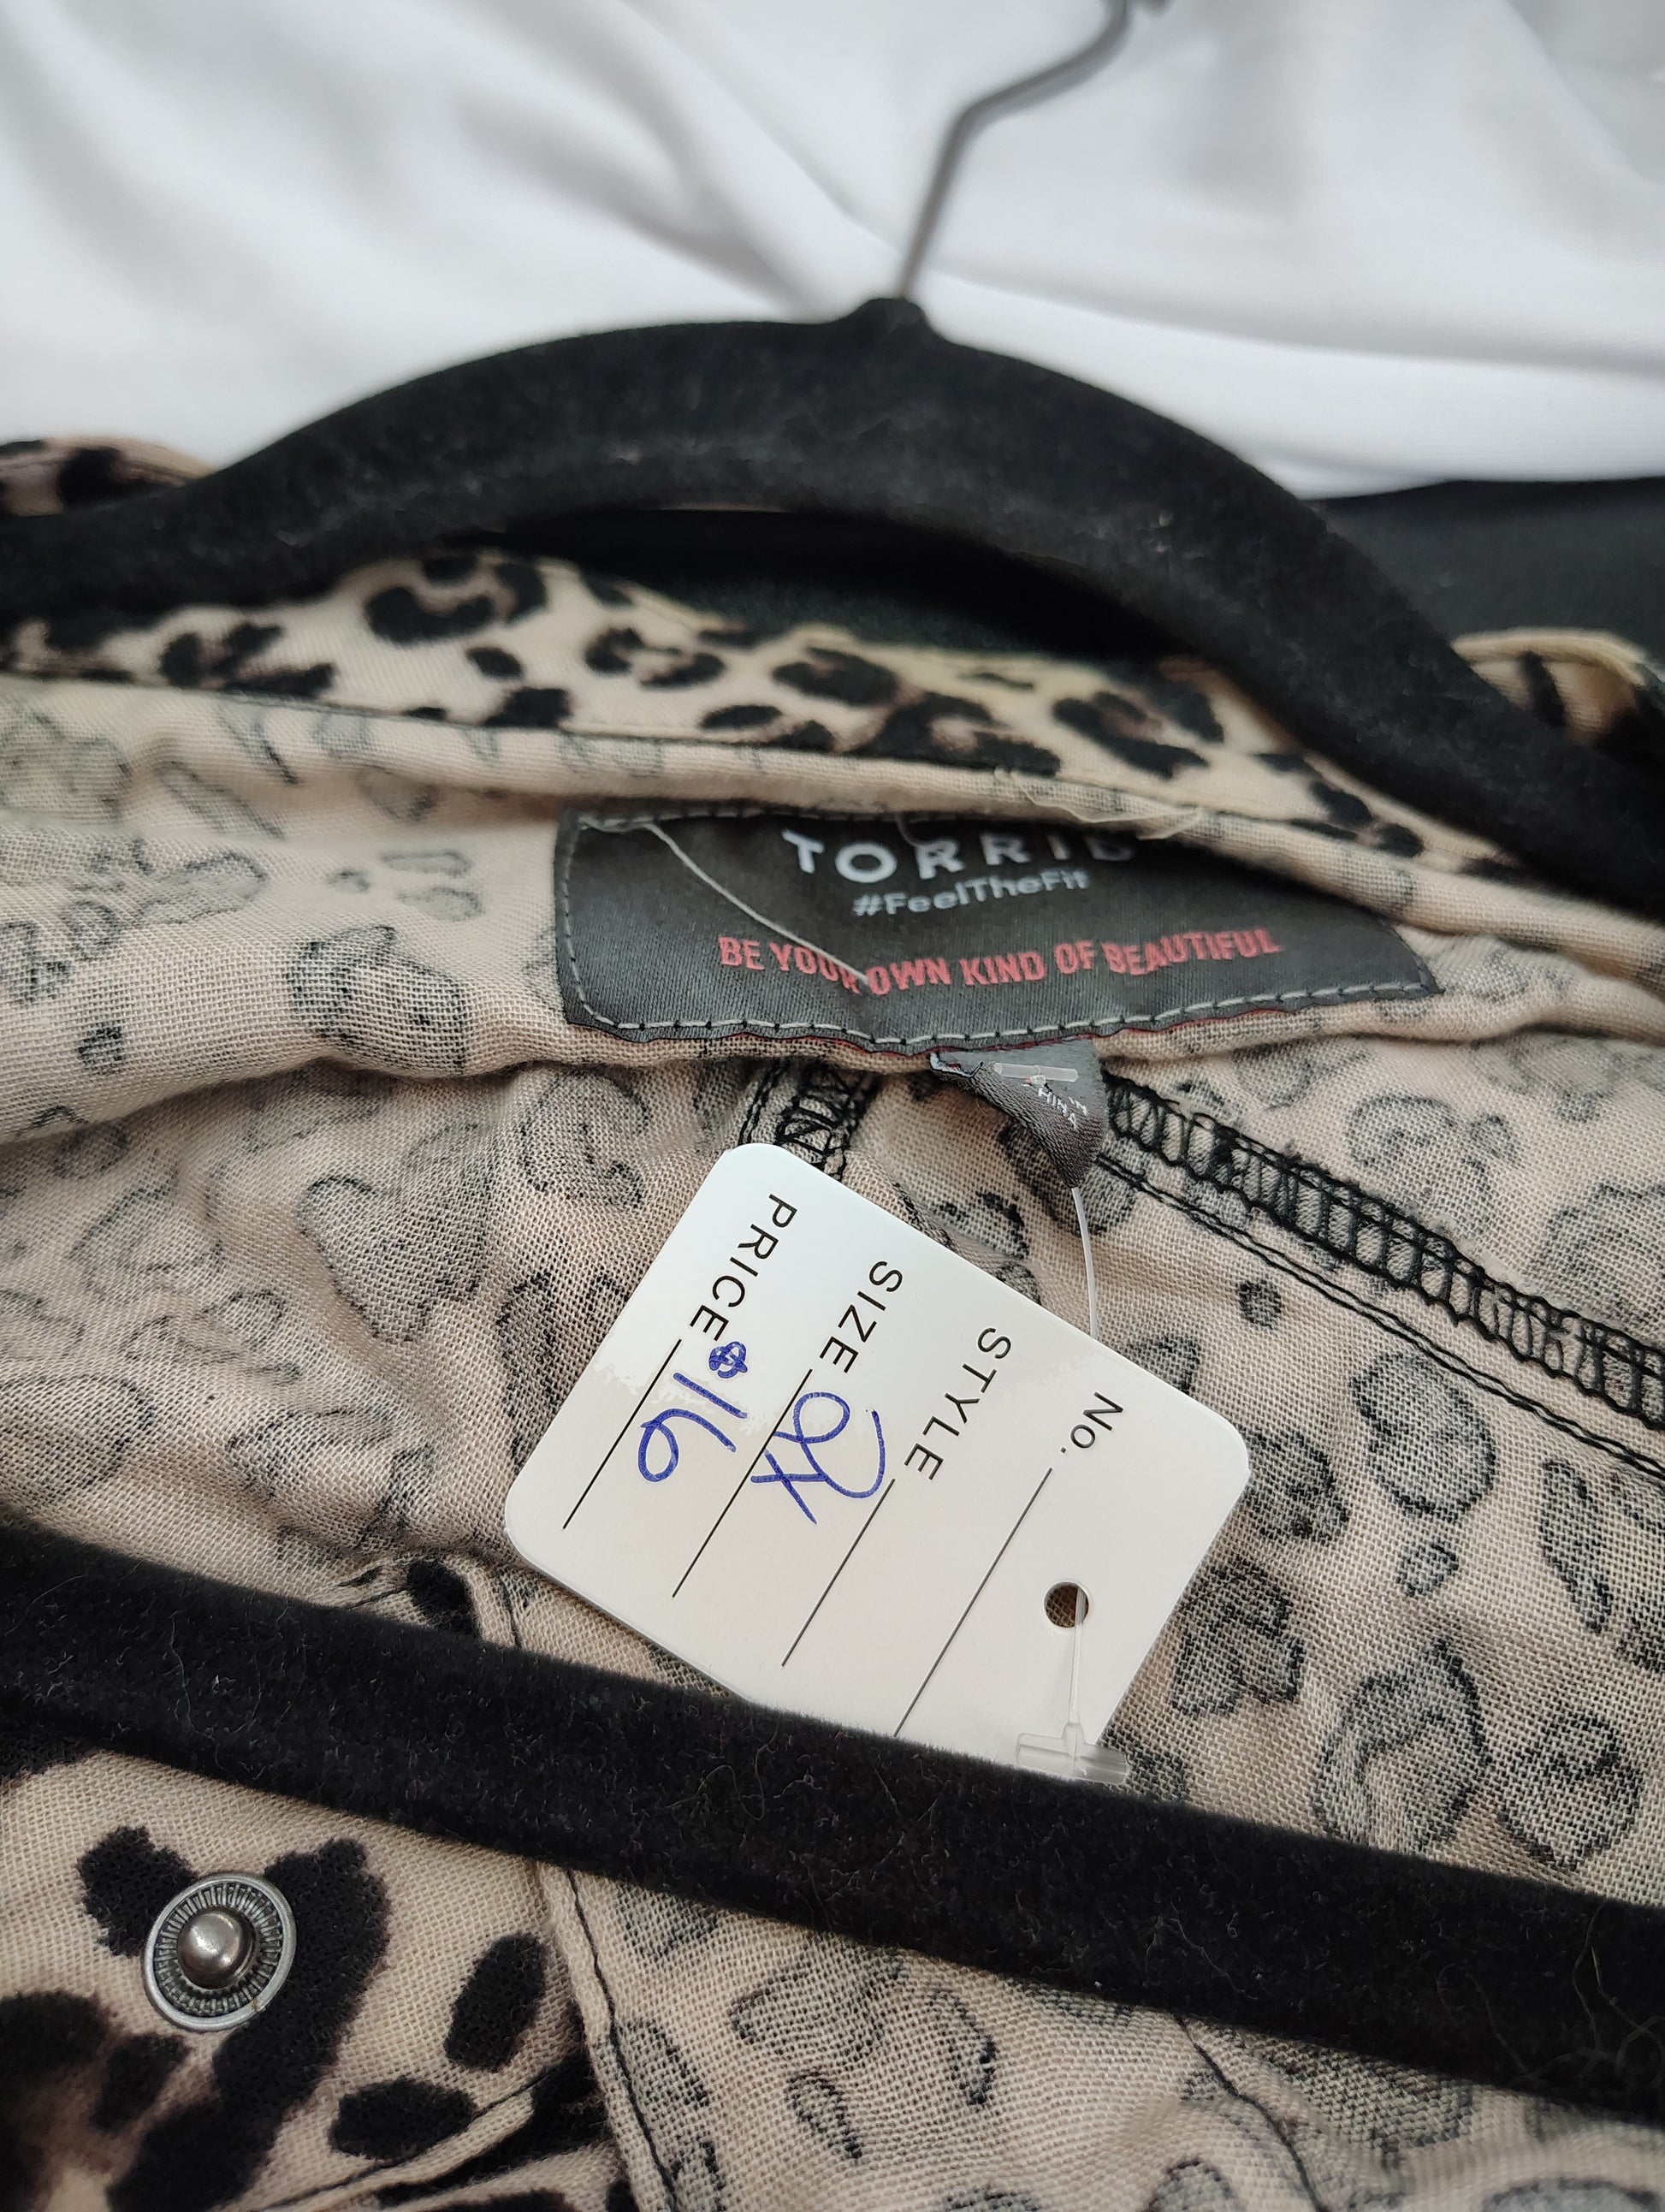 TORRID
#FeelTheFit
BE YOUR OWN KIND OF BEAUTIFUL
No.
STYLE
SIZE 2X
PRICE $16